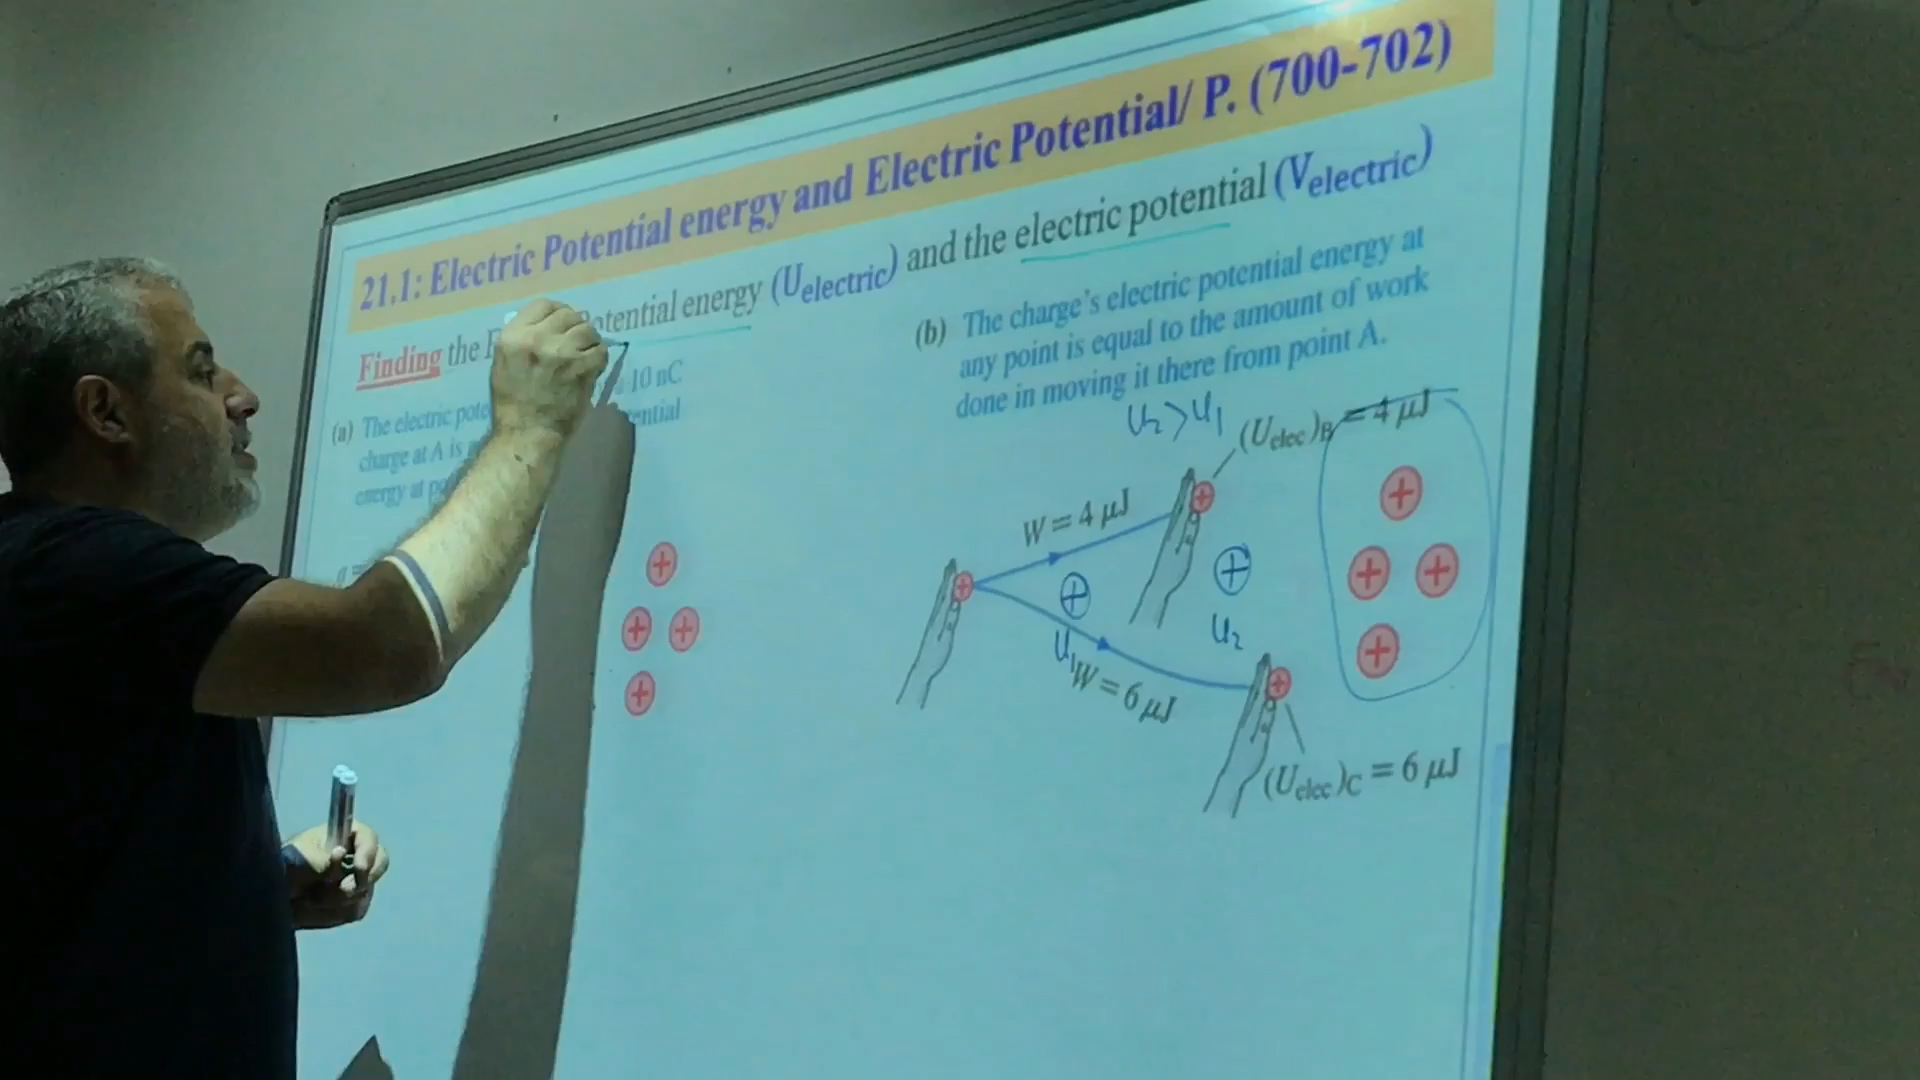 21.1: Electric Potential energy and Electric Potential/ P. (700-702)
Finding the E Potential energy (Uelectric) and the electric potential (Velectric)
(a) The electric pote 10 nC
charge at A is ential
energy at po
q =
(b) The charge's electric potential energy at
any point is equal to the amount of work
done in moving it there from point A.
U2 > U1
(Uelec)B = 4 μJ
W = 4 μJ
U1
U2
W = 6 μJ
(Uelec)C = 6 μJ